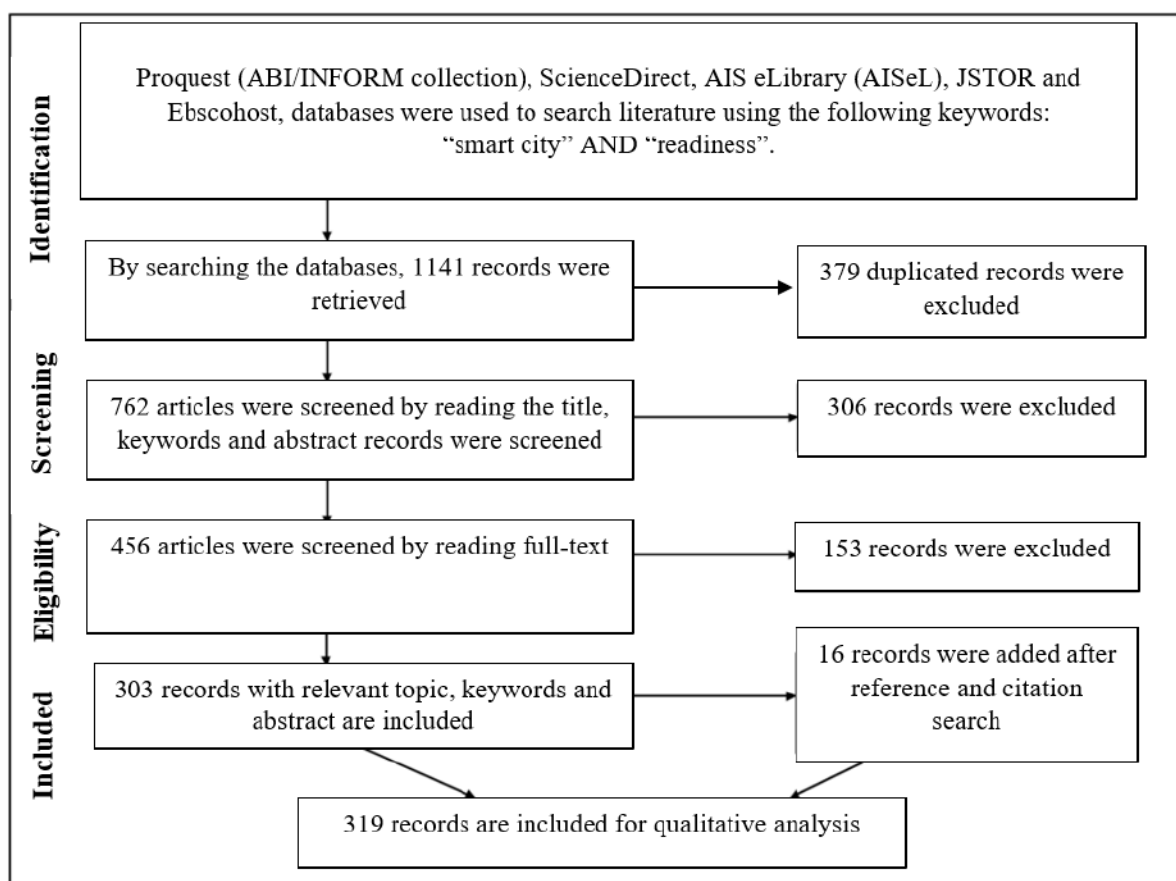 Identification
Proquest (ABI/INFORM collection), ScienceDirect, AIS eLibrary (AISeL), JSTOR and
Ebscohost, databases were used to search literature using the following keywords:
“smart city” AND “readiness”.
By searching the databases, 1141 records were
retrieved
379 duplicated records were
excluded
Screening
762 articles were screened by reading the title,
keywords and abstract records were screened
306 records were excluded
Eligibility
456 articles were screened by reading full-text
153 records were excluded
Included
303 records with relevant topic, keywords and
abstract are included
16 records were added after
reference and citation
search
319 records are included for qualitative analysis